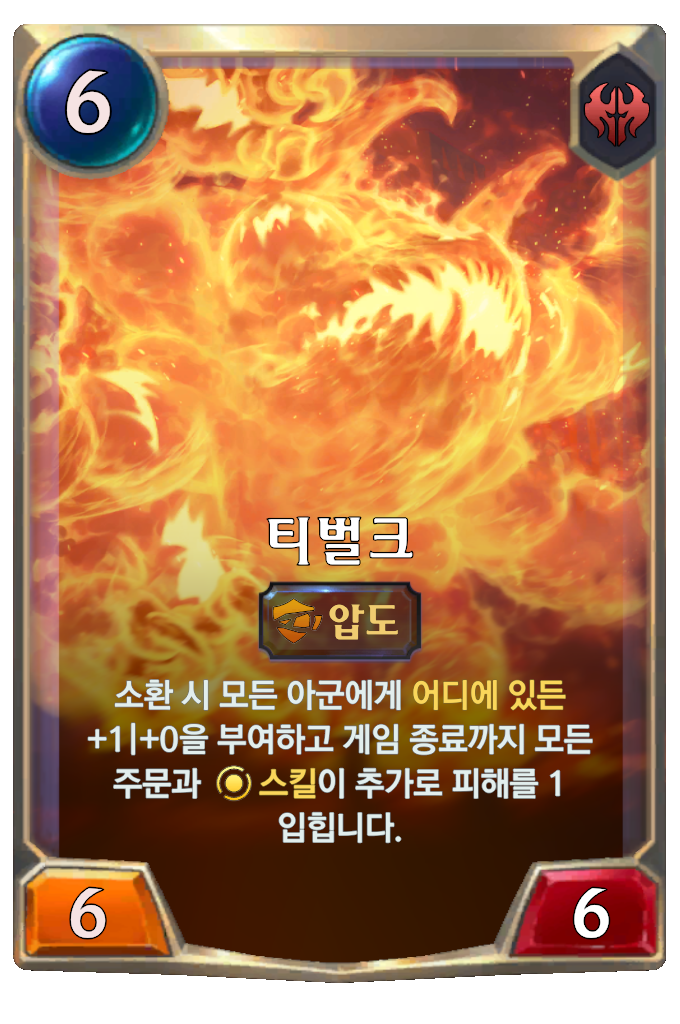 6
티벌크
압도
소환 시 모든 아군에게 어디에 있든
+1|+0을 부여하고 게임 종료까지 모든
주문과 스킬이 추가로 피해를 1
입힙니다.
6
6